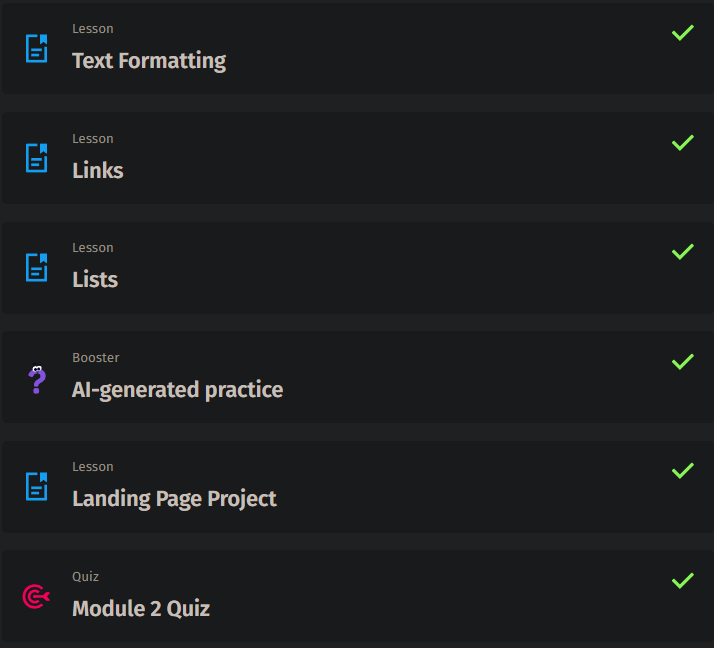 Lesson
Text Formatting
Lesson
Links
Lesson
Lists
Booster
AI-generated practice
Lesson
Landing Page Project
Quiz
Module 2 Quiz